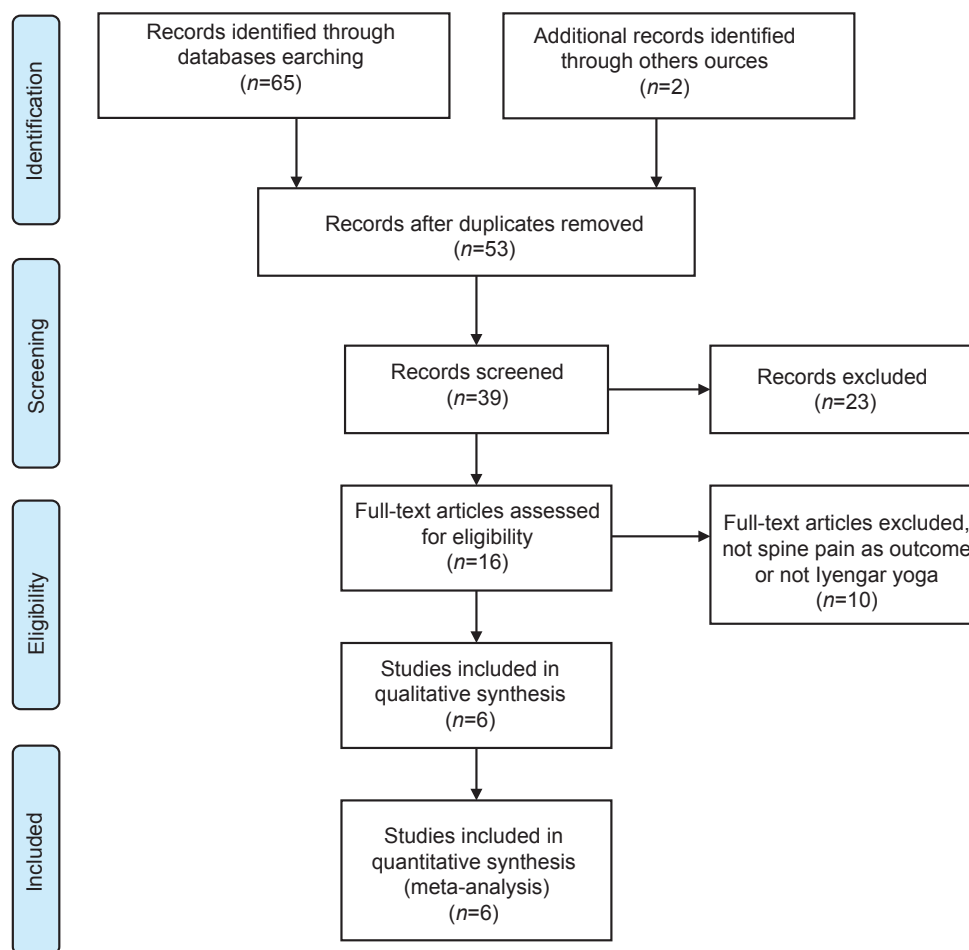 Identification
Records identified through
databases earching
(n=65)
Additional records identified
through others ources
(n=2)
Records after duplicates removed
(n=53)
Screening
Records screened
(n=39)
Records excluded
(n=23)
Eligibility
Full-text articles assessed
for eligibility
(n=16)
Full-text articles excluded,
not spine pain as outcome
or not Iyengar yoga
(n=10)
Studies included in
qualitative synthesis
(n=6)
Included
Studies included in
quantitative synthesis
(meta-analysis)
(n=6)